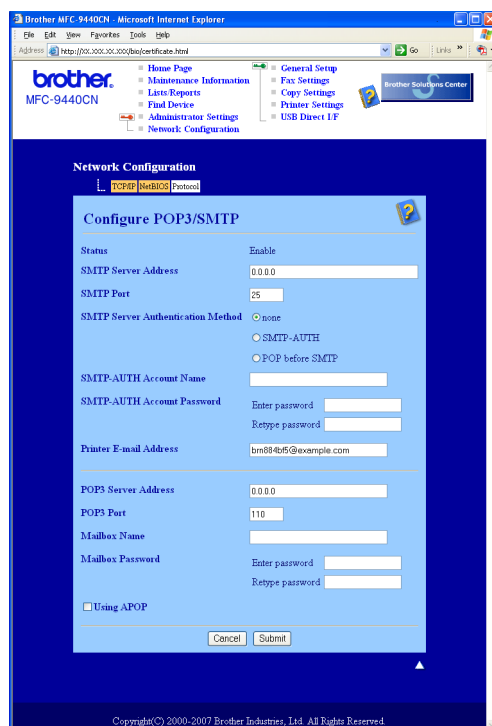 Brother MFC-9440CN - Microsoft Internet Explorer
File Edit View Favorites Tools Help
Address http://XX.XXX.XX.XXX/bio/certificate.html Go Links »
brother.
MFC-9440CN
Home Page
Maintenance Information
Lists/Reports
Find Device
Administrator Settings
Network Configuration
General Setup
Fax Settings
Copy Settings
Printer Settings
USB Direct I/F
Brother Solutions Center
Network Configuration
TCP/IP NetBIOS Protocol
Configure POP3/SMTP
Status Enable
SMTP Server Address 0.0.0.0
SMTP Port 25
SMTP Server Authentication Method none
SMTP-AUTH
POP before SMTP
SMTP-AUTH Account Name
SMTP-AUTH Account Password Enter password
Retype password
Printer E-mail Address brn884bf5@example.com
POP3 Server Address 0.0.0.0
POP3 Port 110
Mailbox Name
Mailbox Password Enter password
Retype password
Using APOP
Cancel Submit
Copyright(C) 2000-2007 Brother Industries, Ltd. All Rights Reserved.